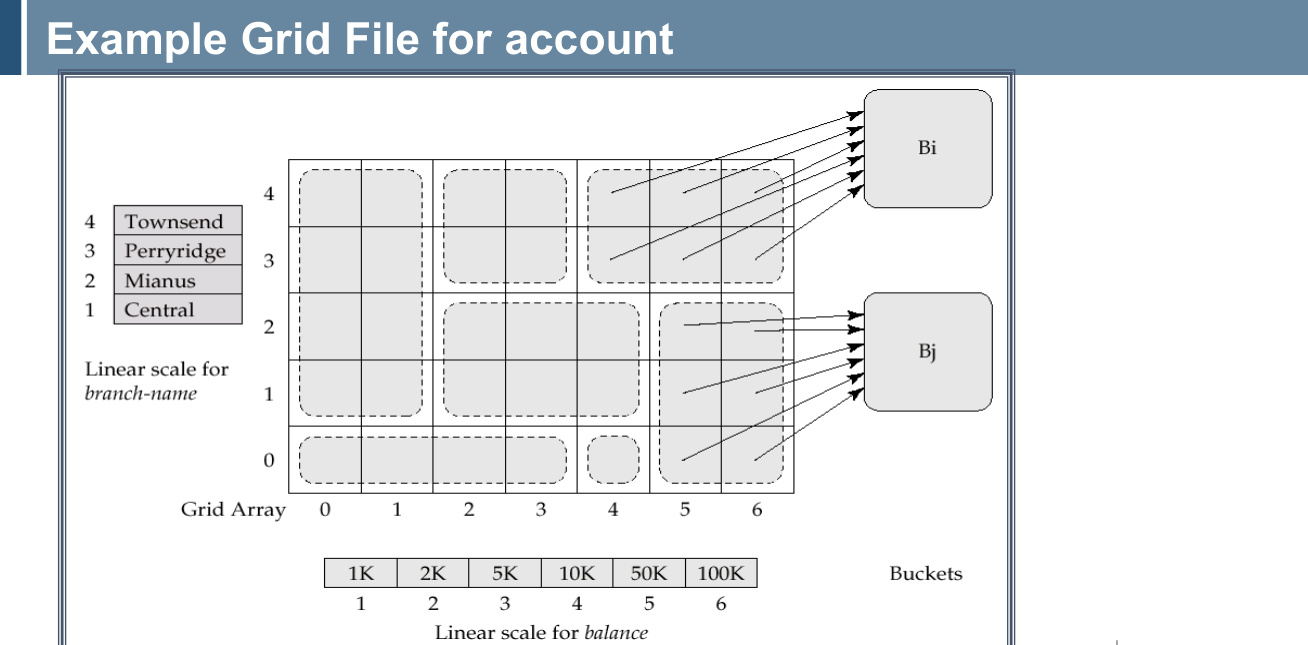 Example Grid File for account
Bi
4
4 Townsend
3 Perryridge
3
2 Mianus
1 Central
2
Bj
Linear scale for
branch-name
1
0
Grid Array 0 1 2 3 4 5 6
1K 2K 5K 10K 50K 100K
Buckets
1 2 3 4 5 6
Linear scale for balance